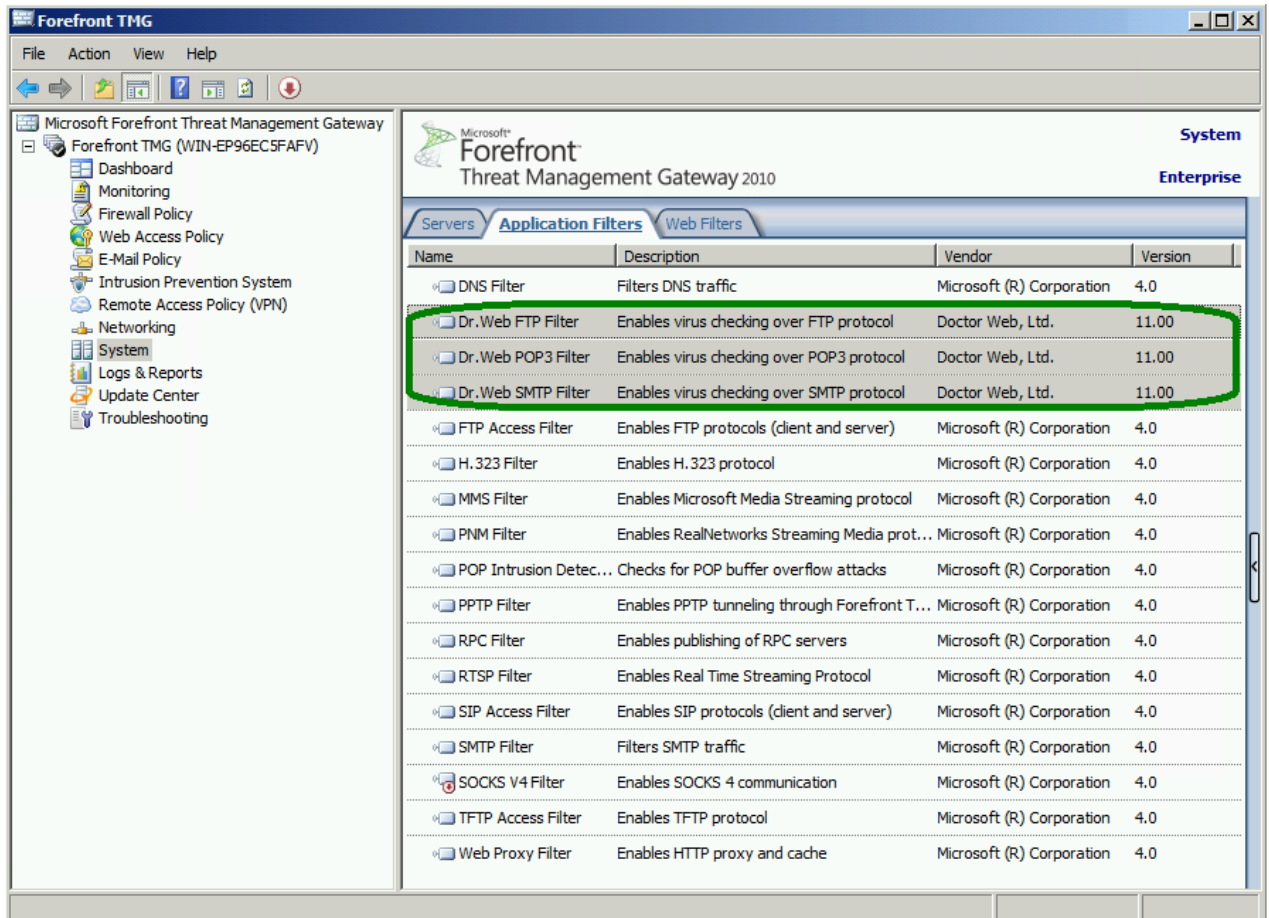 Forefront TMG
File Action View Help
Microsoft Forefront Threat Management Gateway
Forefront TMG (WIN-EP96EC5FAFV)
Dashboard
Monitoring
Firewall Policy
Web Access Policy
E-Mail Policy
Intrusion Prevention System
Remote Access Policy (VPN)
Networking
System
Logs & Reports
Update Center
Troubleshooting
Microsoft®
Forefront™
Threat Management Gateway 2010
System
Enterprise
Servers Application Filters Web Filters
Name Description Vendor Version
DNS Filter Filters DNS traffic Microsoft (R) Corporation 4.0
Dr.Web FTP Filter Enables virus checking over FTP protocol Doctor Web, Ltd. 11.00
Dr.Web POP3 Filter Enables virus checking over POP3 protocol Doctor Web, Ltd. 11.00
Dr.Web SMTP Filter Enables virus checking over SMTP protocol Doctor Web, Ltd. 11.00
FTP Access Filter Enables FTP protocols (client and server) Microsoft (R) Corporation 4.0
H.323 Filter Enables H.323 protocol Microsoft (R) Corporation 4.0
MMS Filter Enables Microsoft Media Streaming protocol Microsoft (R) Corporation 4.0
PNM Filter Enables RealNetworks Streaming Media prot... Microsoft (R) Corporation 4.0
POP Intrusion Detec... Checks for POP buffer overflow attacks Microsoft (R) Corporation 4.0
PPTP Filter Enables PPTP tunneling through Forefront T... Microsoft (R) Corporation 4.0
RPC Filter Enables publishing of RPC servers Microsoft (R) Corporation 4.0
RTSP Filter Enables Real Time Streaming Protocol Microsoft (R) Corporation 4.0
SIP Access Filter Enables SIP protocols (client and server) Microsoft (R) Corporation 4.0
SMTP Filter Filters SMTP traffic Microsoft (R) Corporation 4.0
SOCKS V4 Filter Enables SOCKS 4 communication Microsoft (R) Corporation 4.0
TFTP Access Filter Enables TFTP protocol Microsoft (R) Corporation 4.0
Web Proxy Filter Enables HTTP proxy and cache Microsoft (R) Corporation 4.0